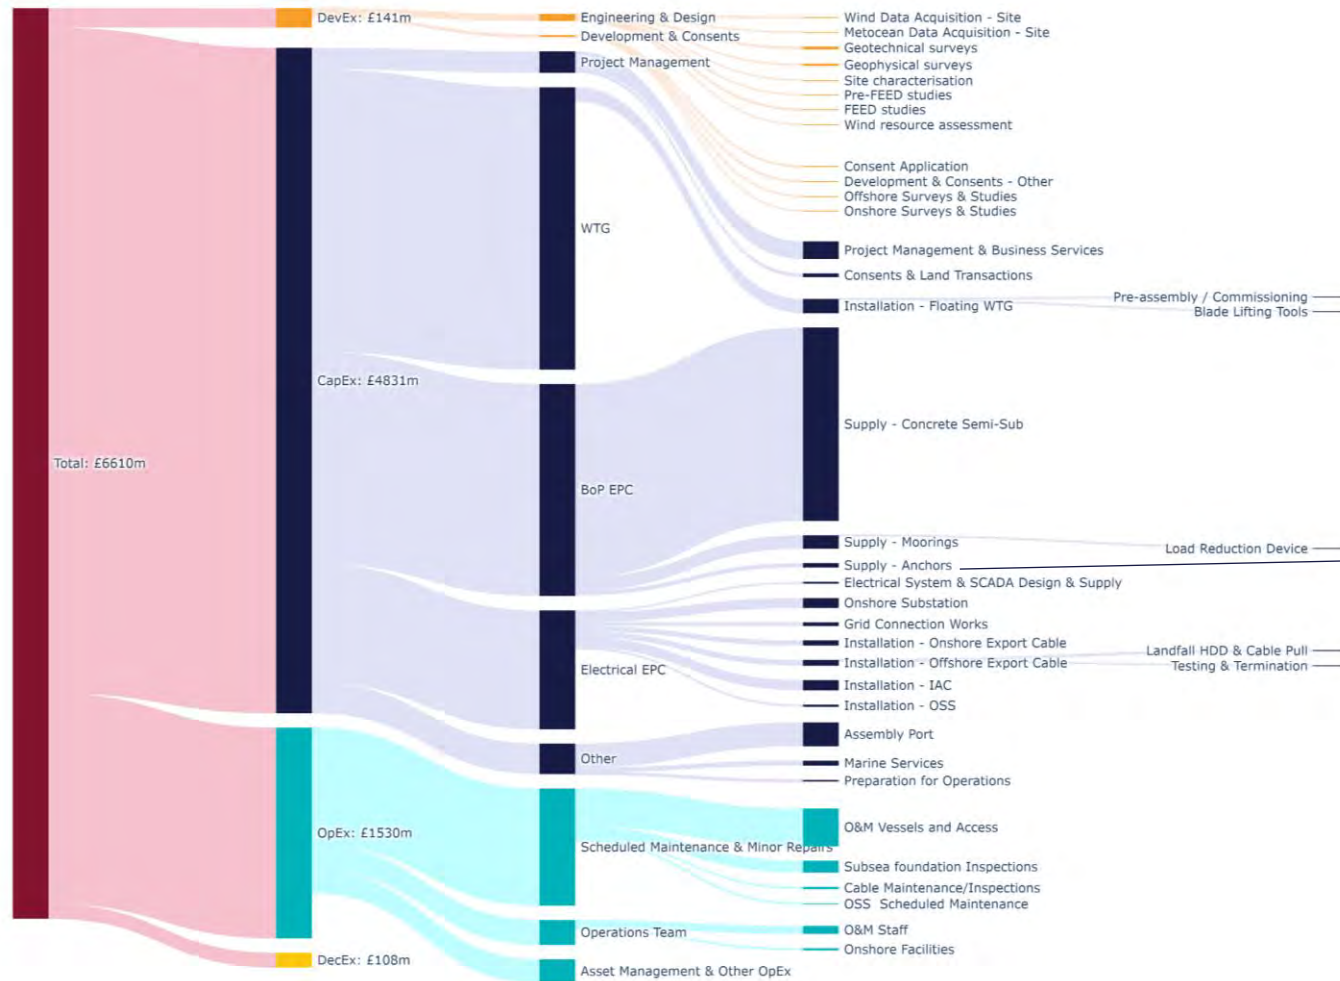 Total: £6610m
DevEx: £141m
CapEx: £4831m
OpEx: £1530m
DecEx: £108m
Engineering & Design
Development & Consents
Project Management
WTG
BoP EPC
Electrical EPC
Other
Scheduled Maintenance & Minor Repairs
Operations Team
Asset Management & Other OpEx
Wind Data Acquisition - Site
Metocean Data Acquisition - Site
Geotechnical surveys
Geophysical surveys
Site characterisation
Pre-FEED studies
FEED studies
Wind resource assessment
Consent Application
Development & Consents - Other
Offshore Surveys & Studies
Onshore Surveys & Studies
Project Management & Business Services
Consents & Land Transactions
Installation - Floating WTG
Supply - Concrete Semi-Sub
Supply - Moorings
Supply - Anchors
Electrical System & SCADA Design & Supply
Onshore Substation
Grid Connection Works
Installation - Onshore Export Cable
Installation - Offshore Export Cable
Installation - IAC
Installation - OSS
Assembly Port
Marine Services
Preparation for Operations
O&M Vessels and Access
Subsea foundation Inspections
Cable Maintenance/Inspections
OSS  Scheduled Maintenance
O&M Staff
Onshore Facilities
Pre-assembly / Commissioning
Blade Lifting Tools
Load Reduction Device
Landfall HDD & Cable Pull
Testing & Termination